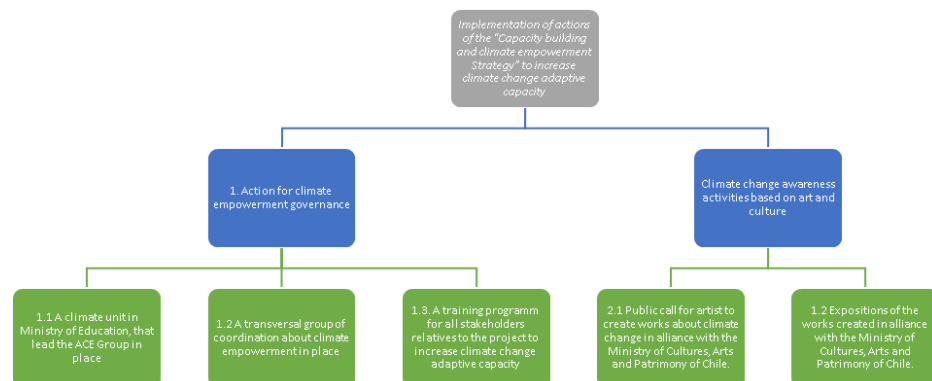 Implementation of actions
of the "Capacity building
and climate empowerment
Strategy" to increase
climate change adaptive
capacity
1. Action for climate
empowerment governance
Climate change awareness
activities based on art and
culture
1.1 A climate unit in
Ministry of Education, that
lead the ACE Group in
place
1.2 A transversal group of
coordination about climate
empowerment in place
1.3. A training programm
for all stakeholders
relatives to the project to
increase climate change
adaptive capacity
2.1 Public call for artist to
create works about climate
change in alliance with the
Ministry of Cultures, Arts
and Patrimony of Chile.
1.2 Expositions of the
works created in alliance
with the Ministry of
Cultures, Arts and
Patrimony of Chile.